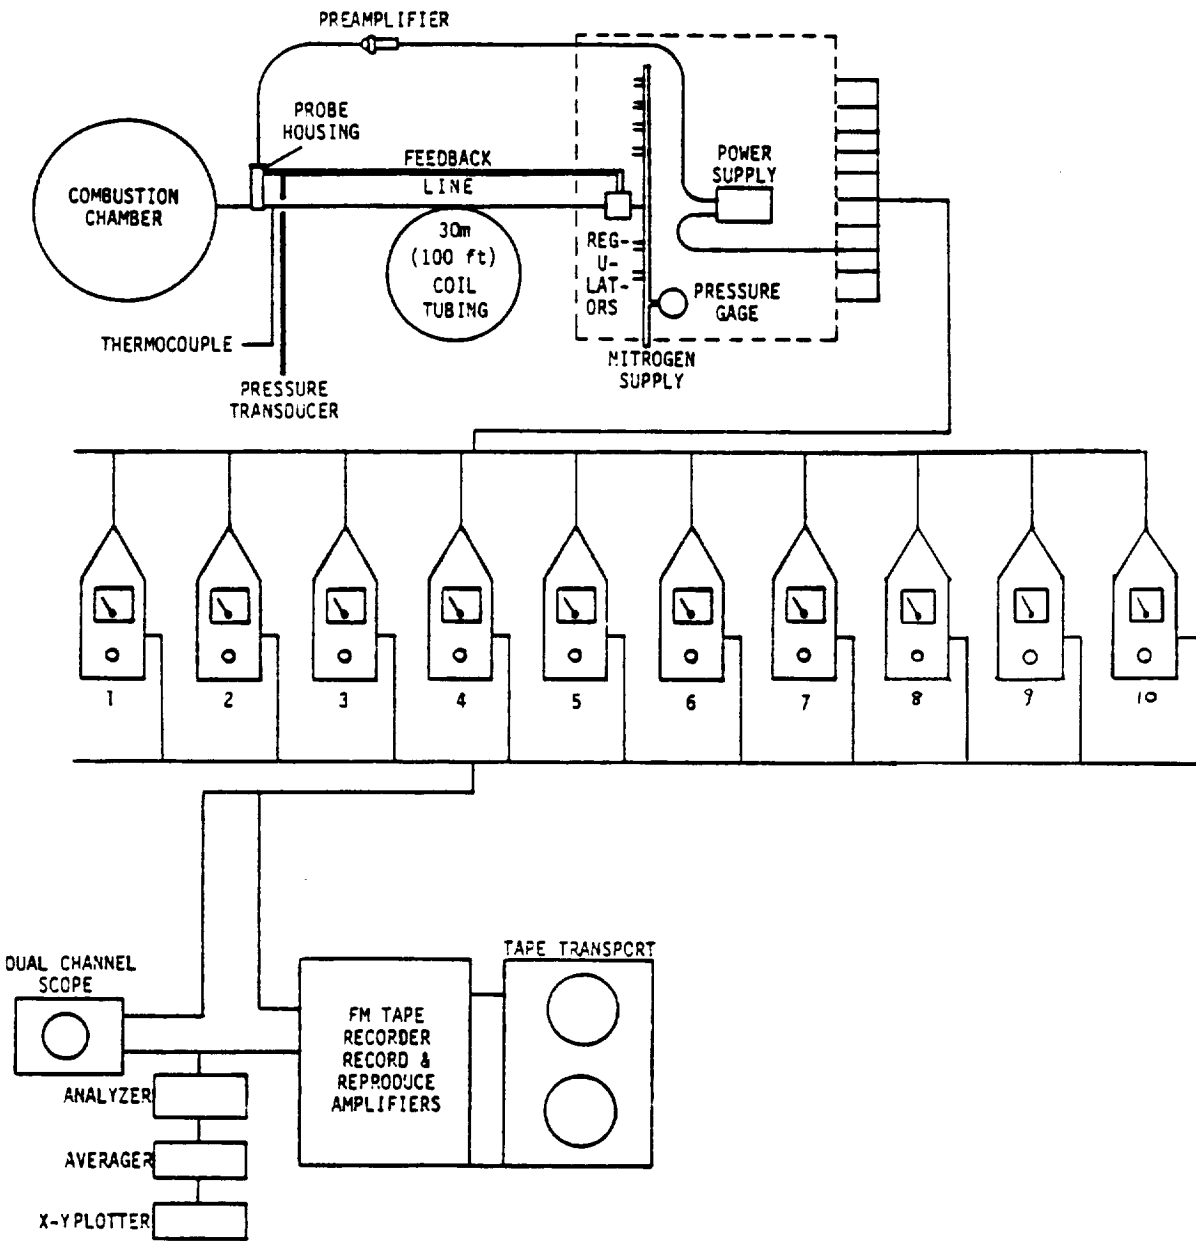 PREAMPLIFIER
PROBE
HOUSING
FEEDBACK
LINE
COMBUSTION
CHAMBER
POWER
SUPPLY
30m
(100 ft)
COIL
TUBING
REG-
U-
LAT-
ORS
PRESSURE
GAGE
THERMOCOUPLE
NITROGEN
SUPPLY
PRESSURE
TRANSDUCER
1
2
3
4
5
6
7
8
9
10
DUAL CHANNEL
SCOPE
TAPE TRANSPORT
FM TAPE
RECORDER
RECORD &
REPRODUCE
AMPLIFIERS
ANALYZER
AVERAGER
X-Y PLOTTER